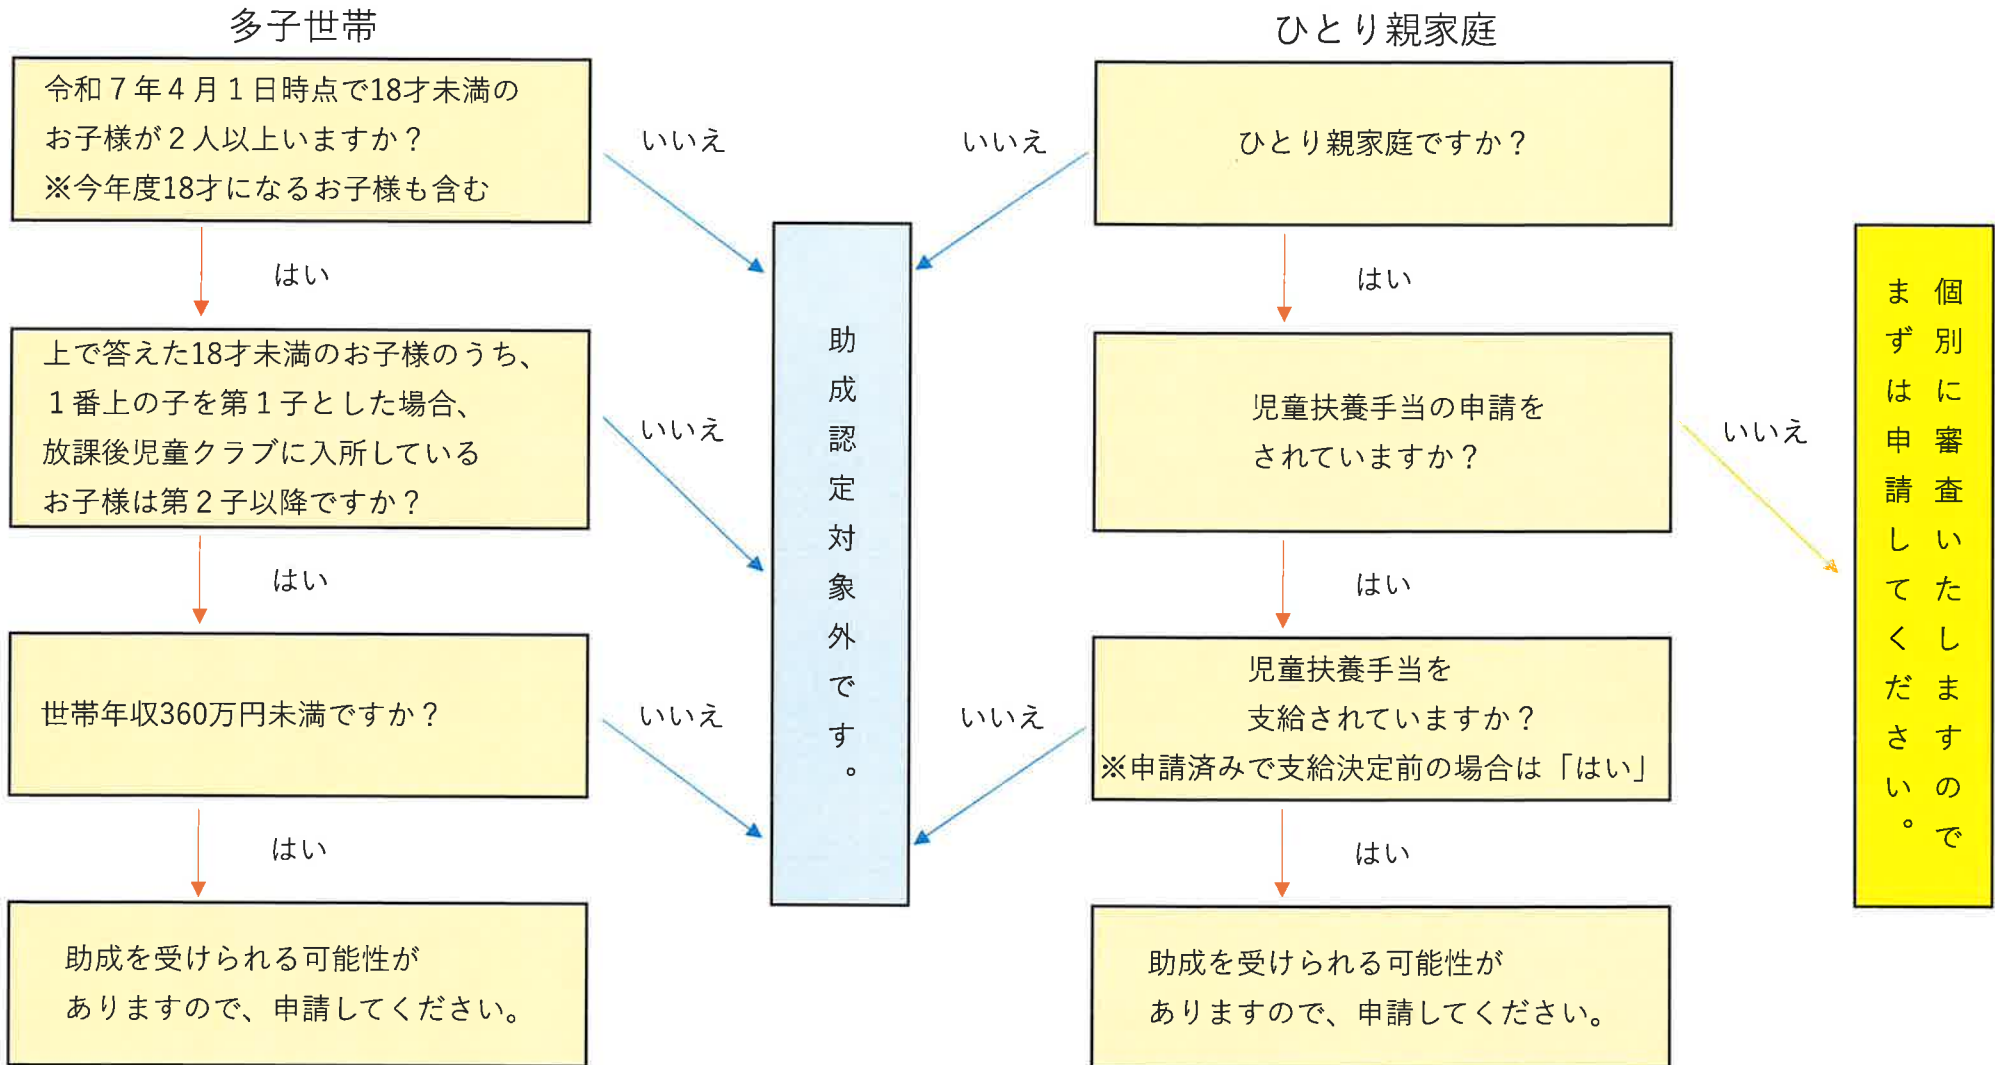 多子世帯
令和７年４月１日時点で18才未満の
お子様が２人以上いますか？
※今年度18才になるお子様も含む
いいえ
はい
上で答えた18才未満のお子様のうち、
１番上の子を第１子とした場合、
放課後児童クラブに入所している
お子様は第２子以降ですか？
いいえ
はい
世帯年収360万円未満ですか？
いいえ
はい
助成を受けられる可能性が
ありますので、申請してください。
助成認定対象外です。
ひとり親家庭
ひとり親家庭ですか？
いいえ
はい
児童扶養手当の申請を
されていますか？
いいえ
はい
児童扶養手当を
支給されていますか？
※申請済みで支給決定前の場合は「はい」
いいえ
はい
助成を受けられる可能性が
ありますので、申請してください。
個別に審査いたしますので
まずは申請してください。